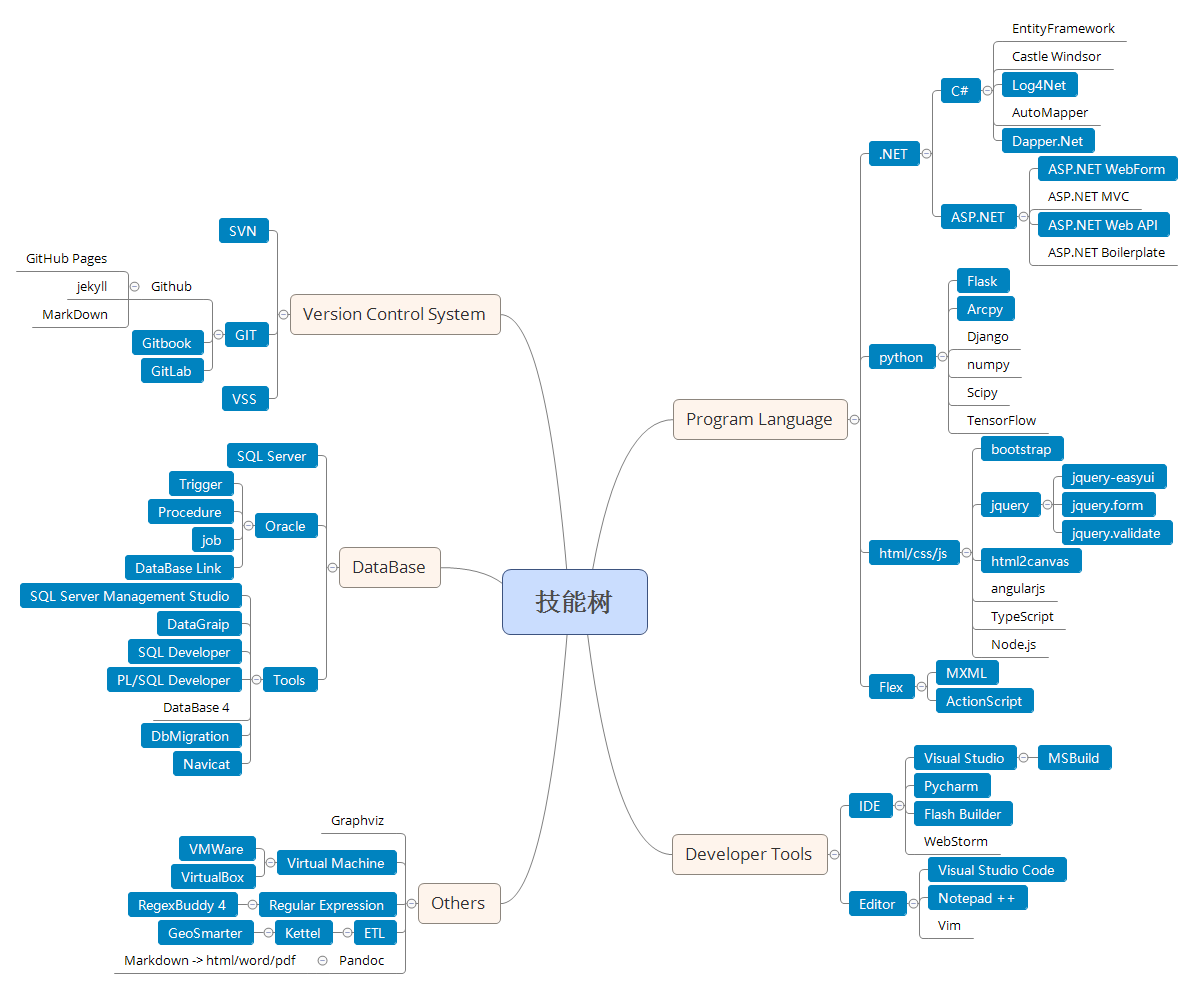 技能树
Program Language
.NET
C#
EntityFramework
Castle Windsor
Log4Net
AutoMapper
Dapper.Net
ASP.NET
ASP.NET WebForm
ASP.NET MVC
ASP.NET Web API
ASP.NET Boilerplate
python
Flask
Arcpy
Django
numpy
Scipy
TensorFlow
html/css/js
bootstrap
jquery
jquery-easyui
jquery.form
jquery.validate
html2canvas
angularjs
TypeScript
Node.js
Flex
MXML
ActionScript
Developer Tools
IDE
Visual Studio
MSBuild
Pycharm
Flash Builder
WebStorm
Editor
Visual Studio Code
Notepad ++
Vim
Version Control System
SVN
GIT
Github
GitHub Pages
jekyll
MarkDown
Gitbook
GitLab
VSS
DataBase
SQL Server
Oracle
Trigger
Procedure
job
DataBase Link
Tools
SQL Server Management Studio
DataGraip
SQL Developer
PL/SQL Developer
DataBase 4
DbMigration
Navicat
Others
Graphviz
Virtual Machine
VMWare
VirtualBox
Regular Expression
RegexBuddy 4
ETL
Kettel
GeoSmarter
Pandoc
Markdown -> html/word/pdf